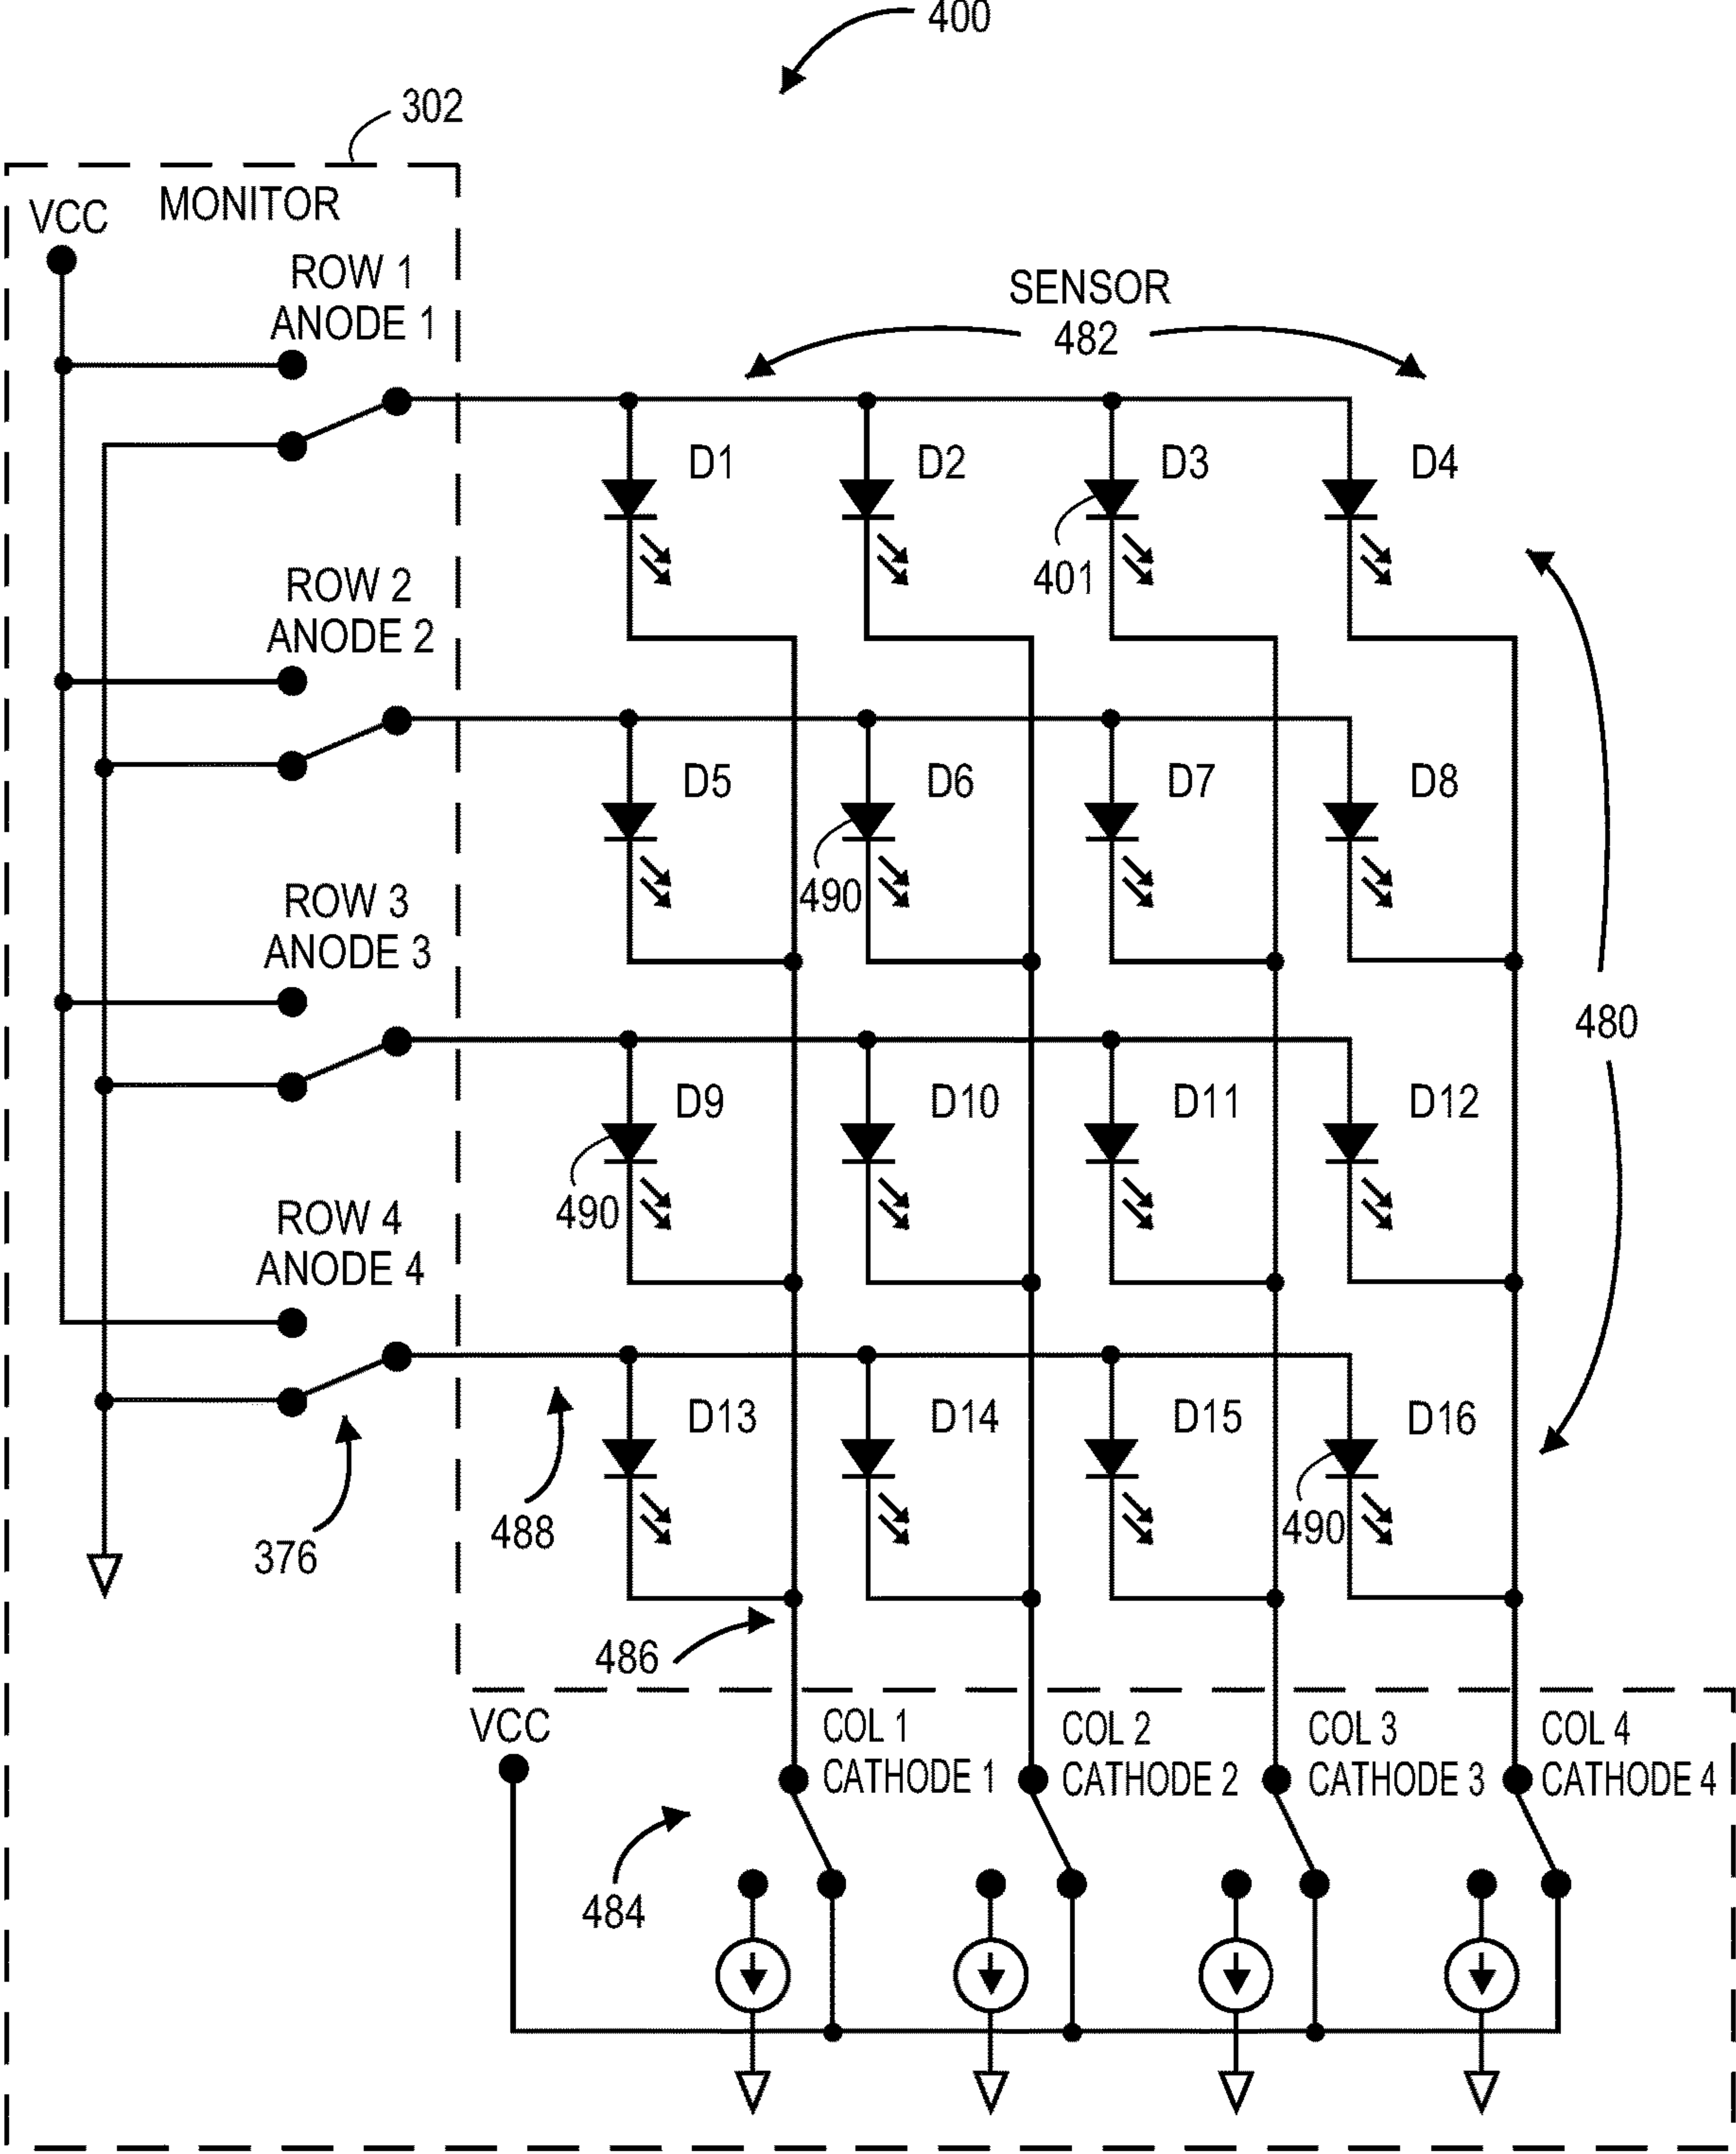 400
302
MONITOR
VCC
ROW 1
ANODE 1
SENSOR
482
D1
D2
D3
D4
401
ROW 2
ANODE 2
D5
D6
D7
D8
490
ROW 3
ANODE 3
480
D9
D10
D11
D12
490
ROW 4
ANODE 4
D13
D14
D15
D16
376
488
490
486
VCC
COL 1
CATHODE 1
COL 2
CATHODE 2
COL 3
CATHODE 3
COL 4
CATHODE 4
484